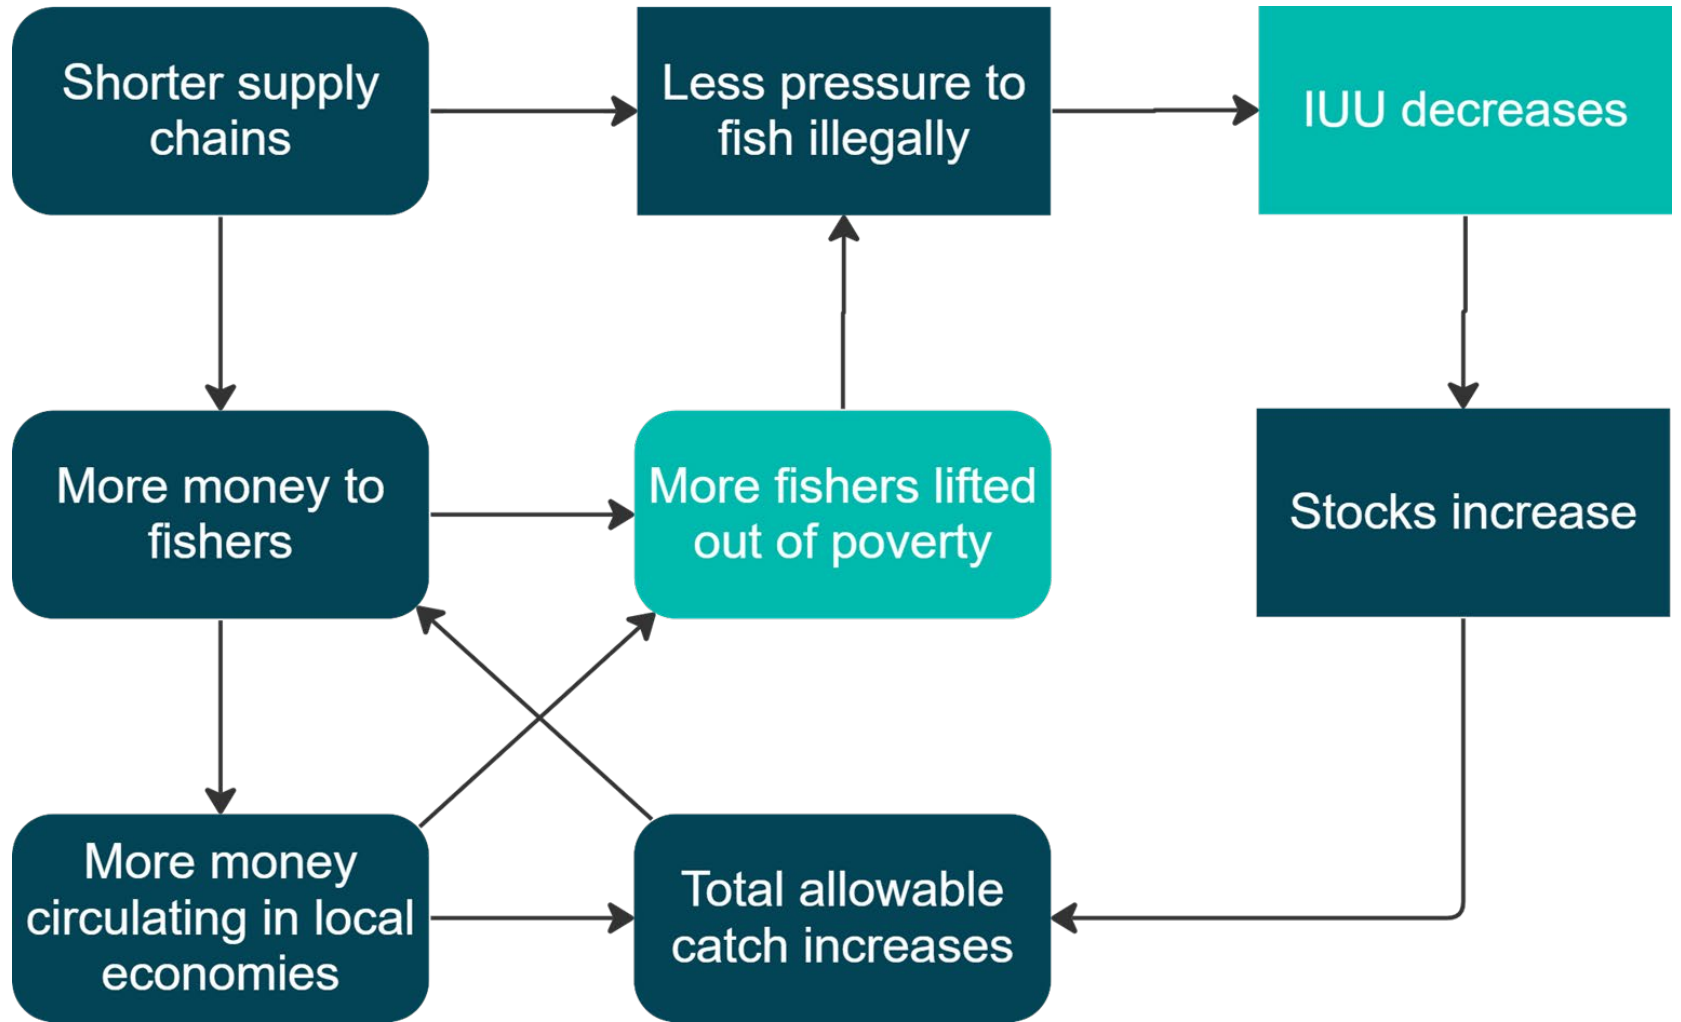 Shorter supply
chains
Less pressure to
fish illegally
IUU decreases
More money to
fishers
More fishers lifted
out of poverty
Stocks increase
More money
circulating in local
economies
Total allowable
catch increases